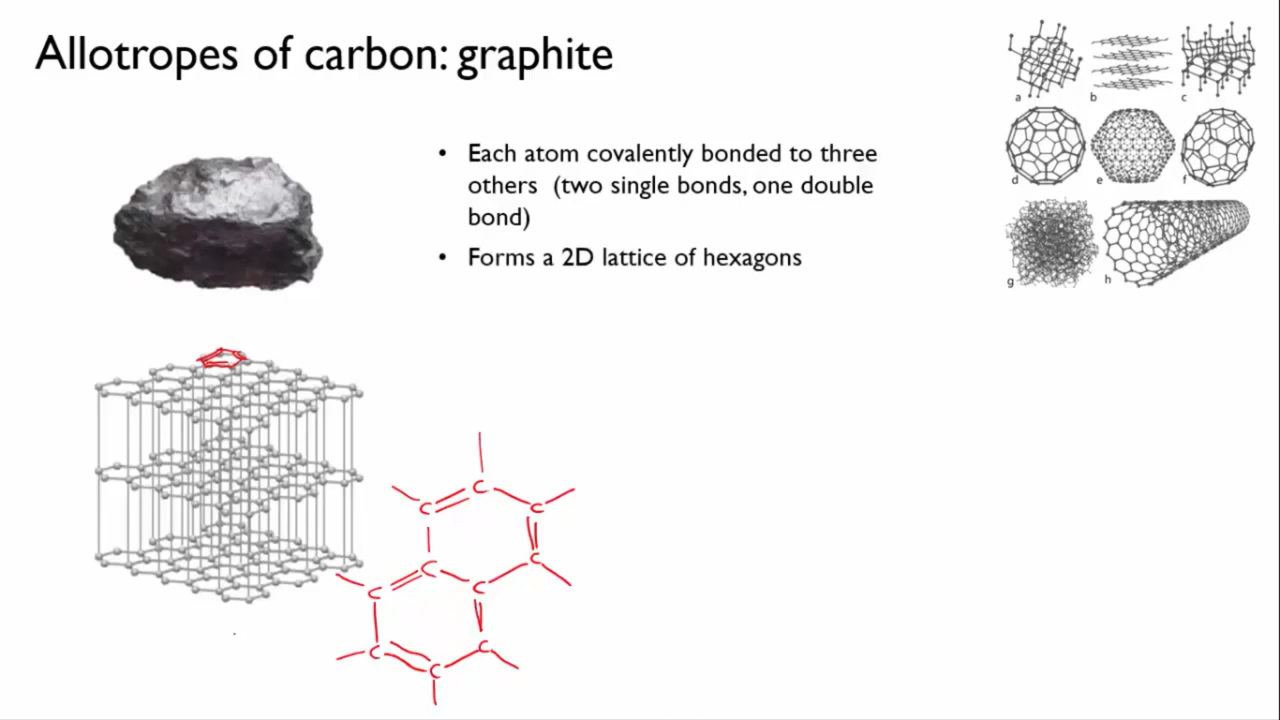 Allotropes of carbon: graphite
• Each atom covalently bonded to three
others (two single bonds, one double
bond)
• Forms a 2D lattice of hexagons
a b c
d e f
g h
C
C C
C
C C
C
C C
C